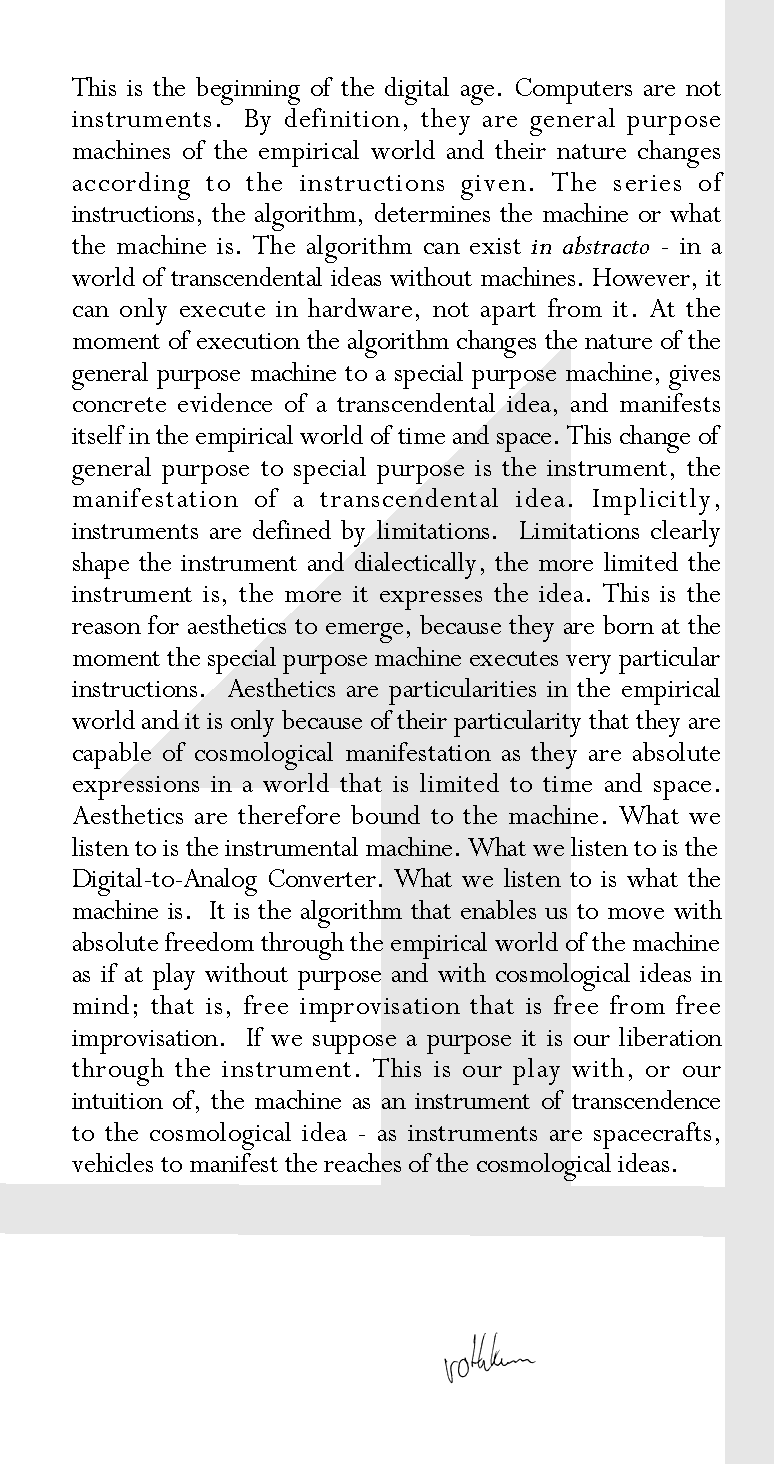 This is the beginning of the digital age. Computers are not
instruments.  By definition, they are general purpose
machines of the empirical world and their nature changes
according to the instructions given. The series of
instructions, the algorithm, determines the machine or what
the machine is. The algorithm can exist in abstracto - in a
world of transcendental ideas without machines. However, it
can only execute in hardware, not apart from it. At the
moment of execution the algorithm changes the nature of the
general purpose machine to a special purpose machine, gives
concrete evidence of a transcendental idea, and manifests
itself in the empirical world of time and space. This change of
general purpose to special purpose is the instrument, the
manifestation of a transcendental idea. Implicitly,
instruments are defined by limitations.  Limitations clearly
shape the instrument and dialectically, the more limited the
instrument is, the more it expresses the idea. This is the
reason for aesthetics to emerge, because they are born at the
moment the special purpose machine executes very particular
instructions.  Aesthetics are particularities in the empirical
world and it is only because of their particularity that they are
capable of cosmological manifestation as they are absolute
expressions in a world that is limited to time and space.
Aesthetics are therefore bound to the machine. What we
listen to is the instrumental machine. What we listen to is the
Digital-to-Analog Converter. What we listen to is what the
machine is.  It is the algorithm that enables us to move with
absolute freedom through the empirical world of the machine
as if at play without purpose and with cosmological ideas in
mind; that is, free improvisation that is free from free
improvisation.  If we suppose a purpose it is our liberation
through the instrument. This is our play with, or our
intuition of, the machine as an instrument of transcendence
to the cosmological idea - as instruments are spacecrafts,
vehicles to manifest the reaches of the cosmological ideas.